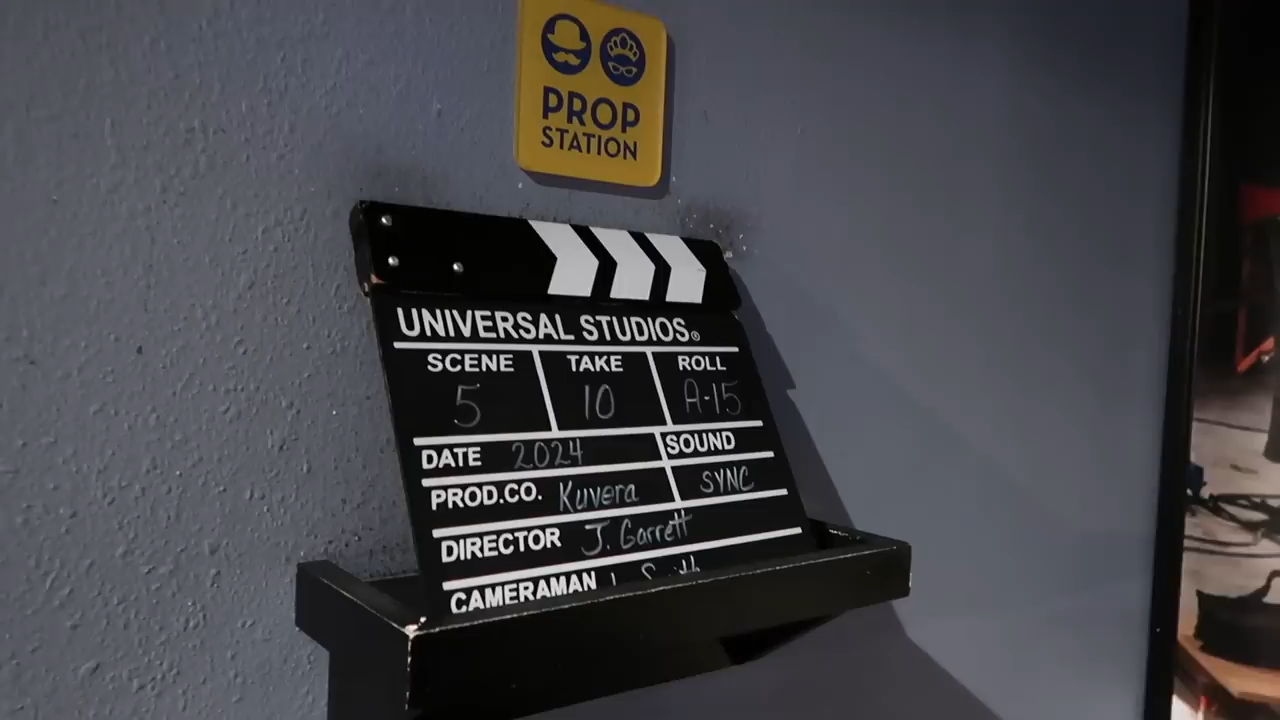 PROP
STATION
UNIVERSAL STUDIOS®
SCENE TAKE ROLL
5 10 A-15
DATE 2024 SOUND
PROD.CO. Kuvera SYNC
DIRECTOR J. Garrett
CAMERAMAN